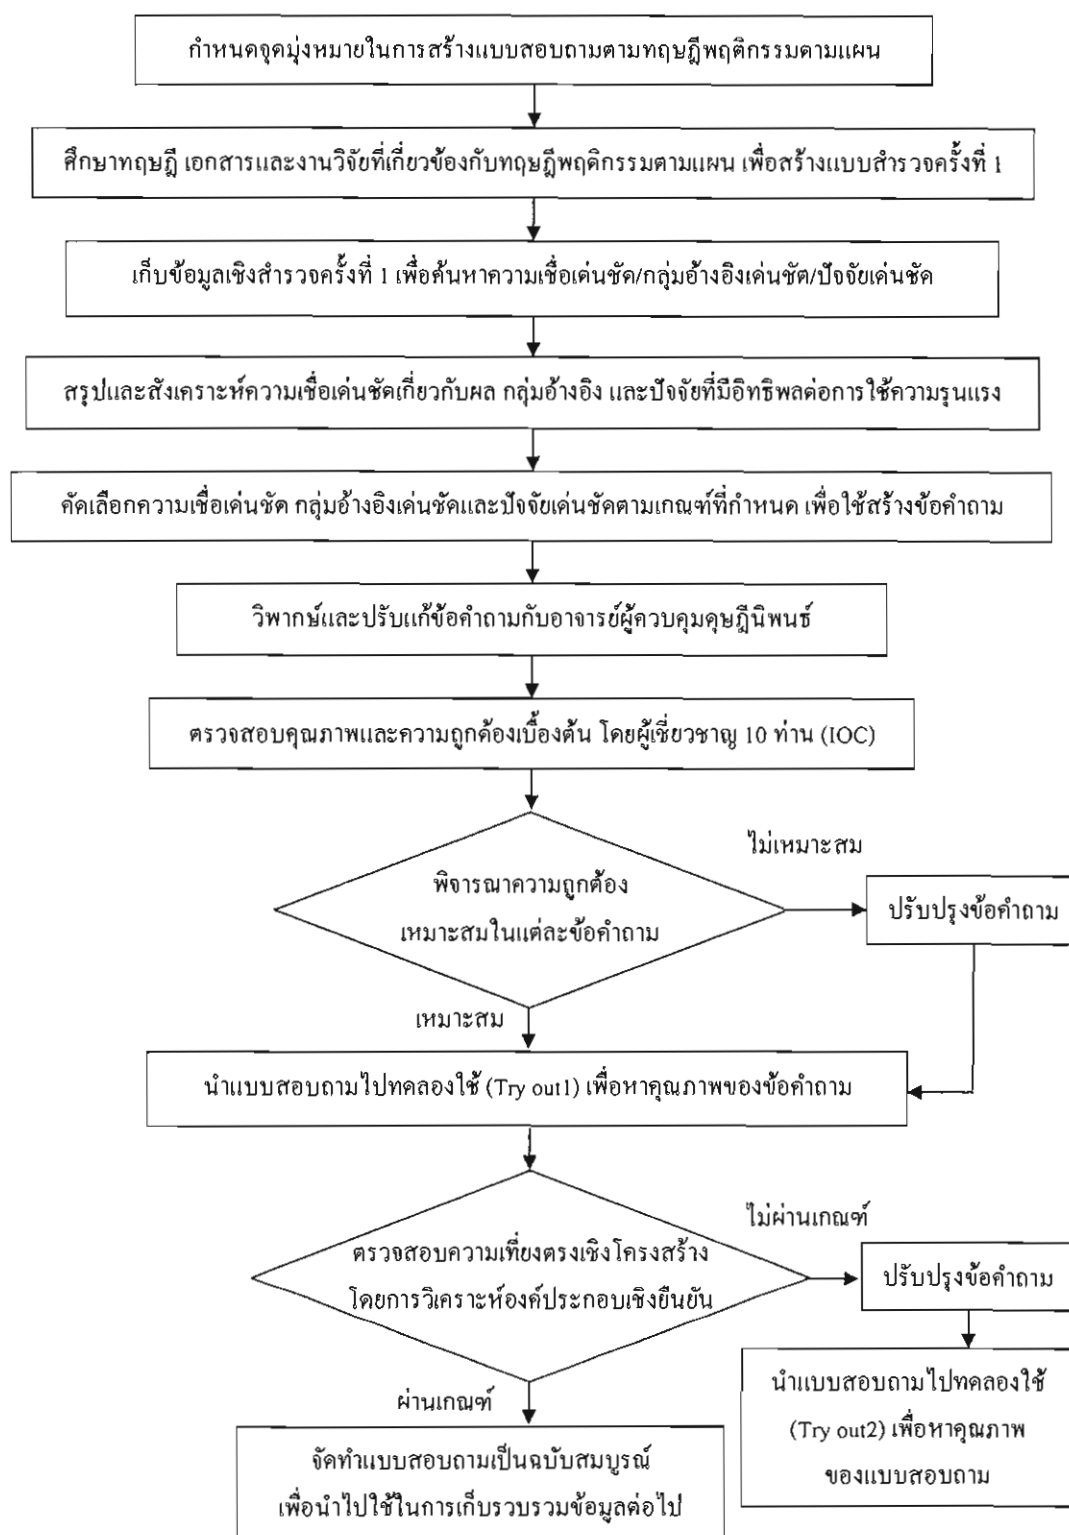 กำหนดจุดมุ่งหมายในการสร้างแบบสอบถามตามทฤษฎีพฤติกรรมตามแผน
ศึกษาทฤษฎี เอกสารและงานวิจัยที่เกี่ยวข้องกับทฤษฎีพฤติกรรมตามแผน เพื่อสร้างแบบสำรวจครั้งที่ 1
เก็บข้อมูลเชิงสำรวจครั้งที่ 1 เพื่อค้นหาความเชื่อเด่นชัด/กลุ่มอ้างอิงเด่นชัด/ปัจจัยเด่นชัด
สรุปและสังเคราะห์ความเชื่อเด่นชัดเกี่ยวกับผล กลุ่มอ้างอิง และปัจจัยที่มีอิทธิพลต่อการใช้ความรุนแรง
คัดเลือกความเชื่อเด่นชัด กลุ่มอ้างอิงเด่นชัดและปัจจัยเด่นชัดตามเกณฑ์ที่กำหนด เพื่อใช้สร้างข้อคำถาม
วิพากษ์และปรับแก้ข้อคำถามกับอาจารย์ผู้ควบคุมดุษฎีนิพนธ์
ตรวจสอบคุณภาพและความถูกต้องเบื้องต้น โดยผู้เชี่ยวชาญ 10 ท่าน (IOC)
ไม่เหมาะสม
พิจารณาความถูกต้อง
เหมาะสมในแต่ละข้อคำถาม
ปรับปรุงข้อคำถาม
เหมาะสม
นำแบบสอบถามไปทดลองใช้ (Try out1) เพื่อหาคุณภาพของข้อคำถาม
ไม่ผ่านเกณฑ์
ตรวจสอบความเที่ยงตรงเชิงโครงสร้าง
โดยการวิเคราะห์องค์ประกอบเชิงยืนยัน
ปรับปรุงข้อคำถาม
นำแบบสอบถามไปทดลองใช้
(Try out2) เพื่อหาคุณภาพ
ของแบบสอบถาม
ผ่านเกณฑ์
จัดทำแบบสอบถามเป็นฉบับสมบูรณ์
เพื่อนำไปใช้ในการเก็บรวบรวมข้อมูลต่อไป